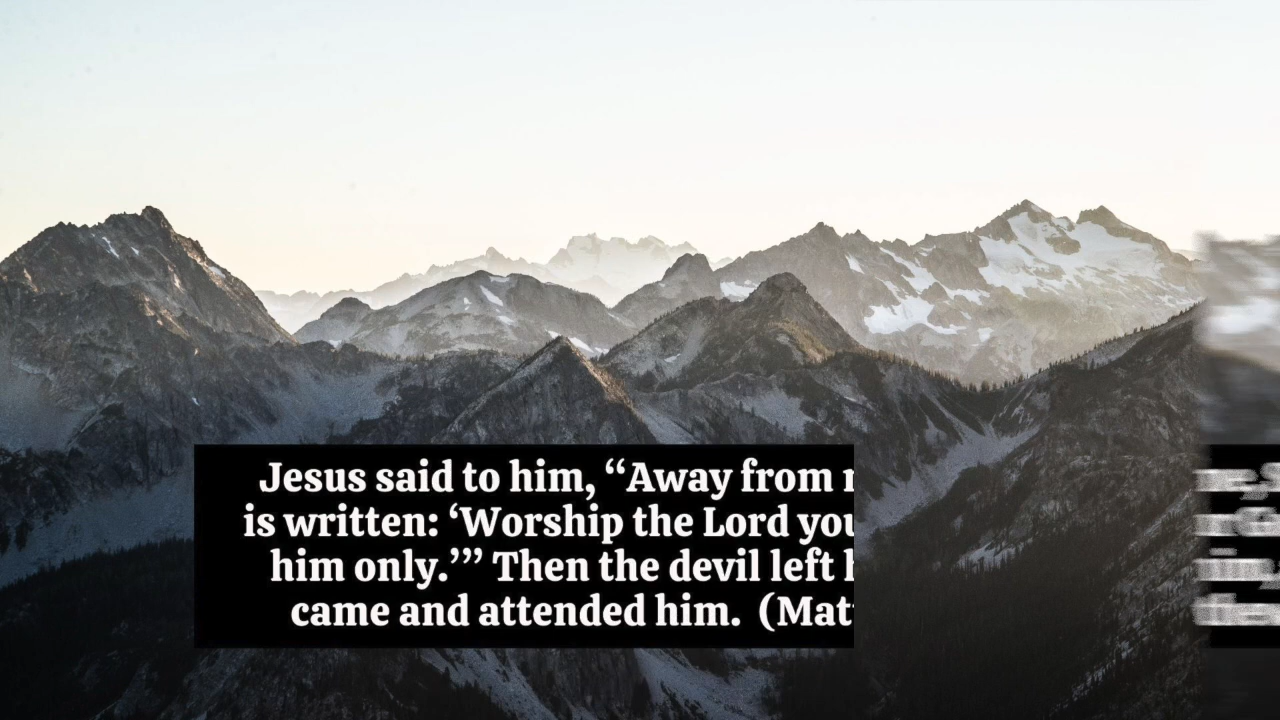 Jesus said to him, “Away from
is written: ‘Worship the Lord you
him only.’” Then the devil left
came and attended him. (Mat